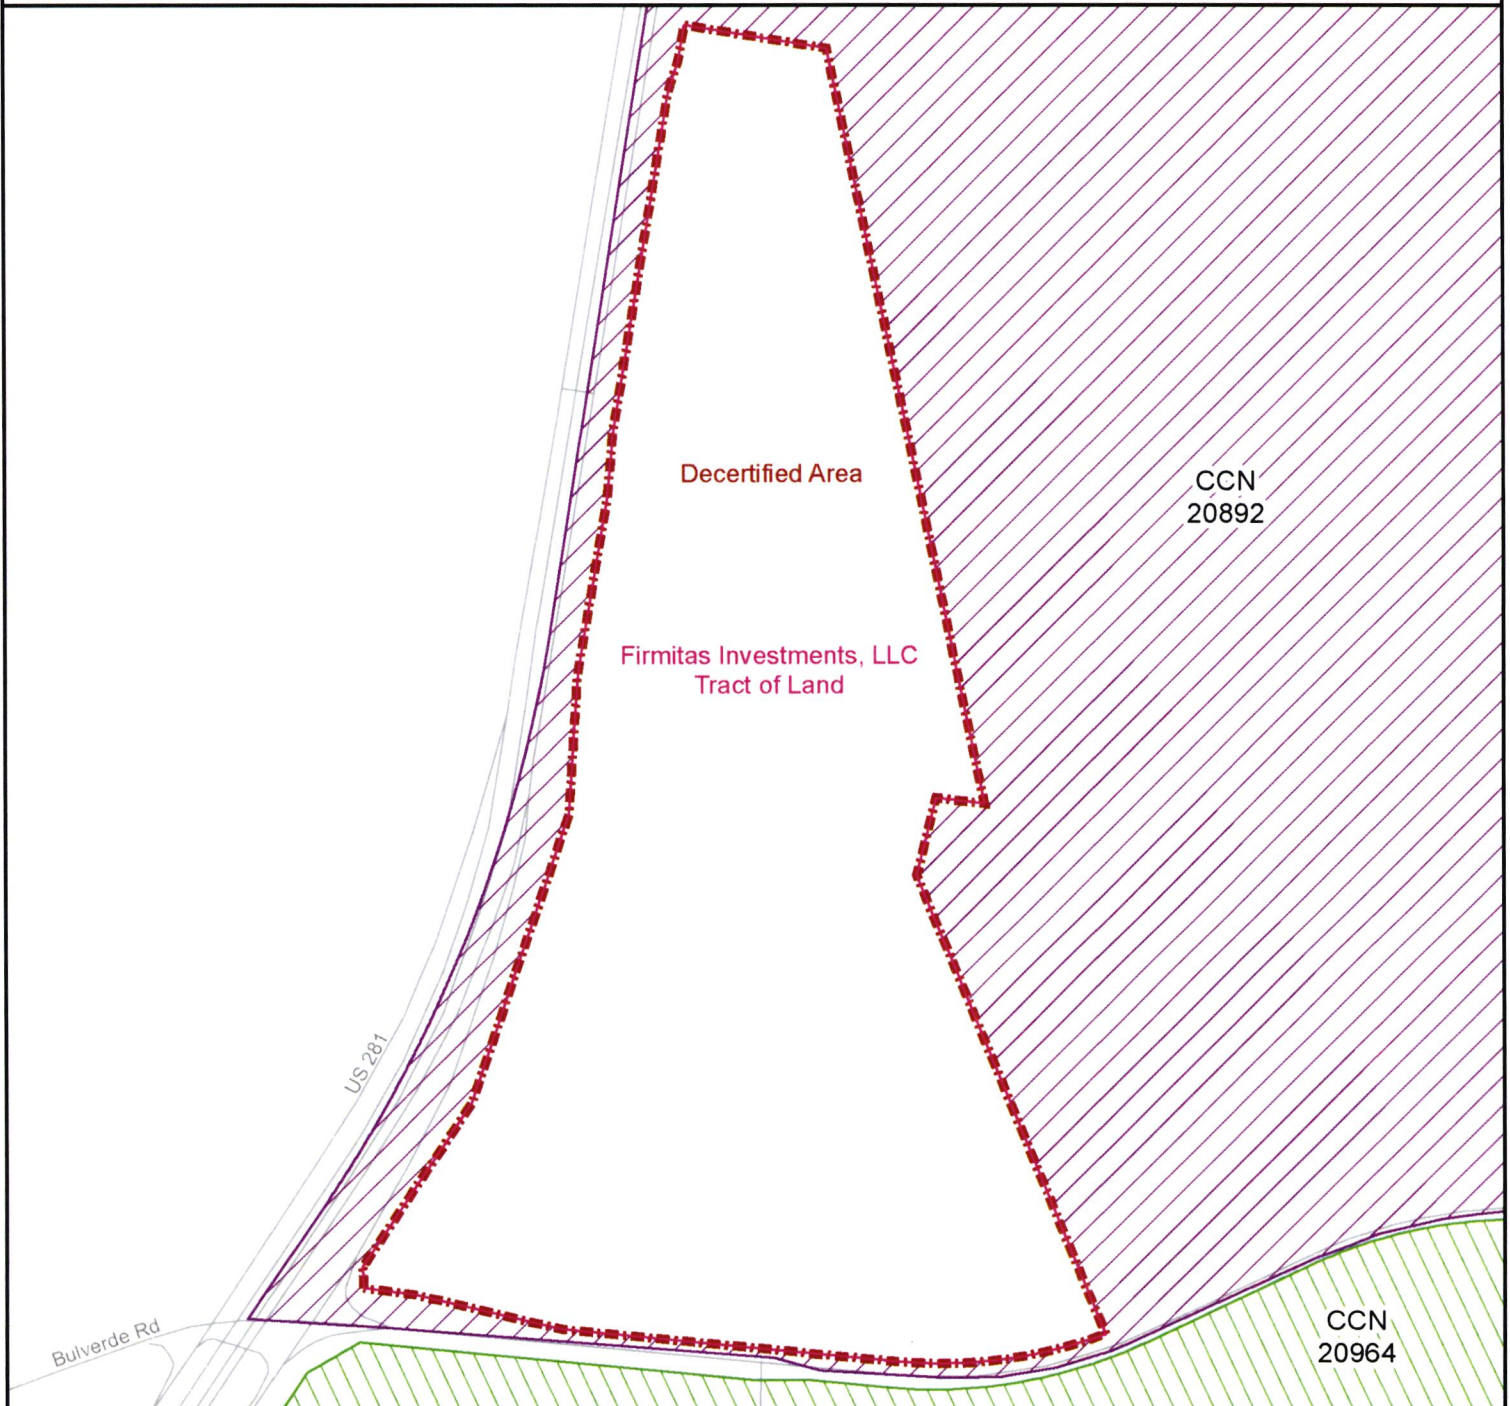 Decertified Area
CCN
20892
Firmitas Investments, LLC
Tract of Land
US 281
Bulverde Rd
CCN
20964